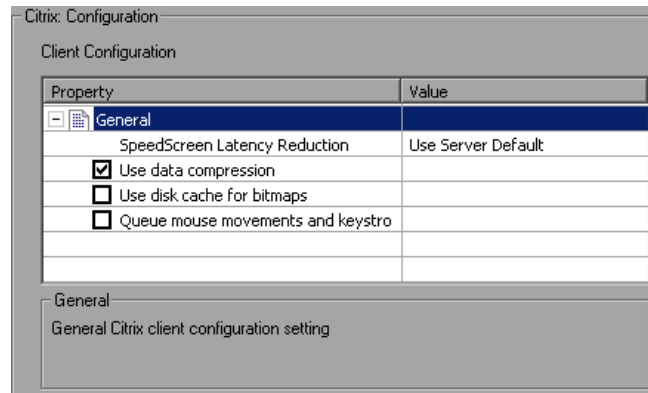 Citrix: Configuration
Client Configuration
Property Value
General
SpeedScreen Latency Reduction Use Server Default
Use data compression
Use disk cache for bitmaps
Queue mouse movements and keystro
General
General Citrix client configuration setting